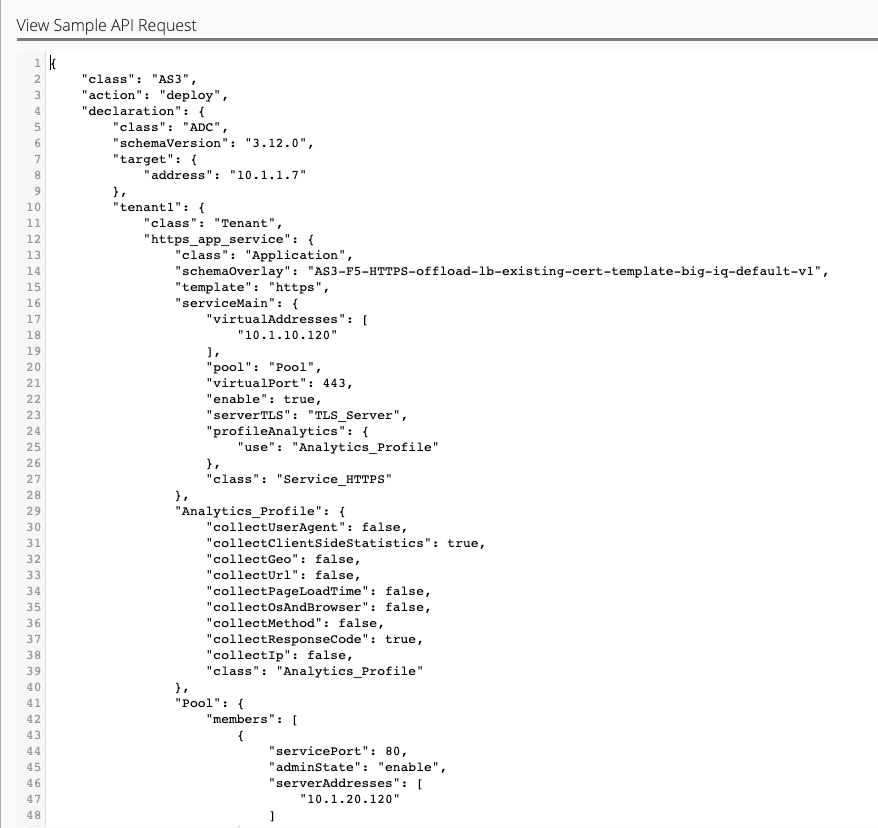 View Sample API Request
1 {
2 "class": "AS3",
3 "action": "deploy",
4 "declaration": {
5 "class": "ADC",
6 "schemaVersion": "3.12.0",
7 "target": {
8 "address": "10.1.1.7"
9 },
10 "tenant1": {
11 "class": "Tenant",
12 "https_app_service": {
13 "class": "Application",
14 "schemaOverlay": "AS3-F5-HTTPS-offload-lb-existing-cert-template-big-iq-default-v1",
15 "template": "https",
16 "serviceMain": {
17 "virtualAddresses": [
18 "10.1.10.120"
19 ],
20 "pool": "Pool",
21 "virtualPort": 443,
22 "enable": true,
23 "serverTLS": "TLS_Server",
24 "profileAnalytics": {
25 "use": "Analytics_Profile"
26 },
27 "class": "Service_HTTPS"
28 },
29 "Analytics_Profile": {
30 "collectUserAgent": false,
31 "collectClientSideStatistics": true,
32 "collectGeo": false,
33 "collectUrl": false,
34 "collectPageLoadTime": false,
35 "collectOsAndBrowser": false,
36 "collectMethod": false,
37 "collectResponseCode": true,
38 "collectIp": false,
39 "class": "Analytics_Profile"
40 },
41 "Pool": {
42 "members": [
43 {
44 "servicePort": 80,
45 "adminState": "enable",
46 "serverAddresses": [
47 "10.1.20.120"
48 ]